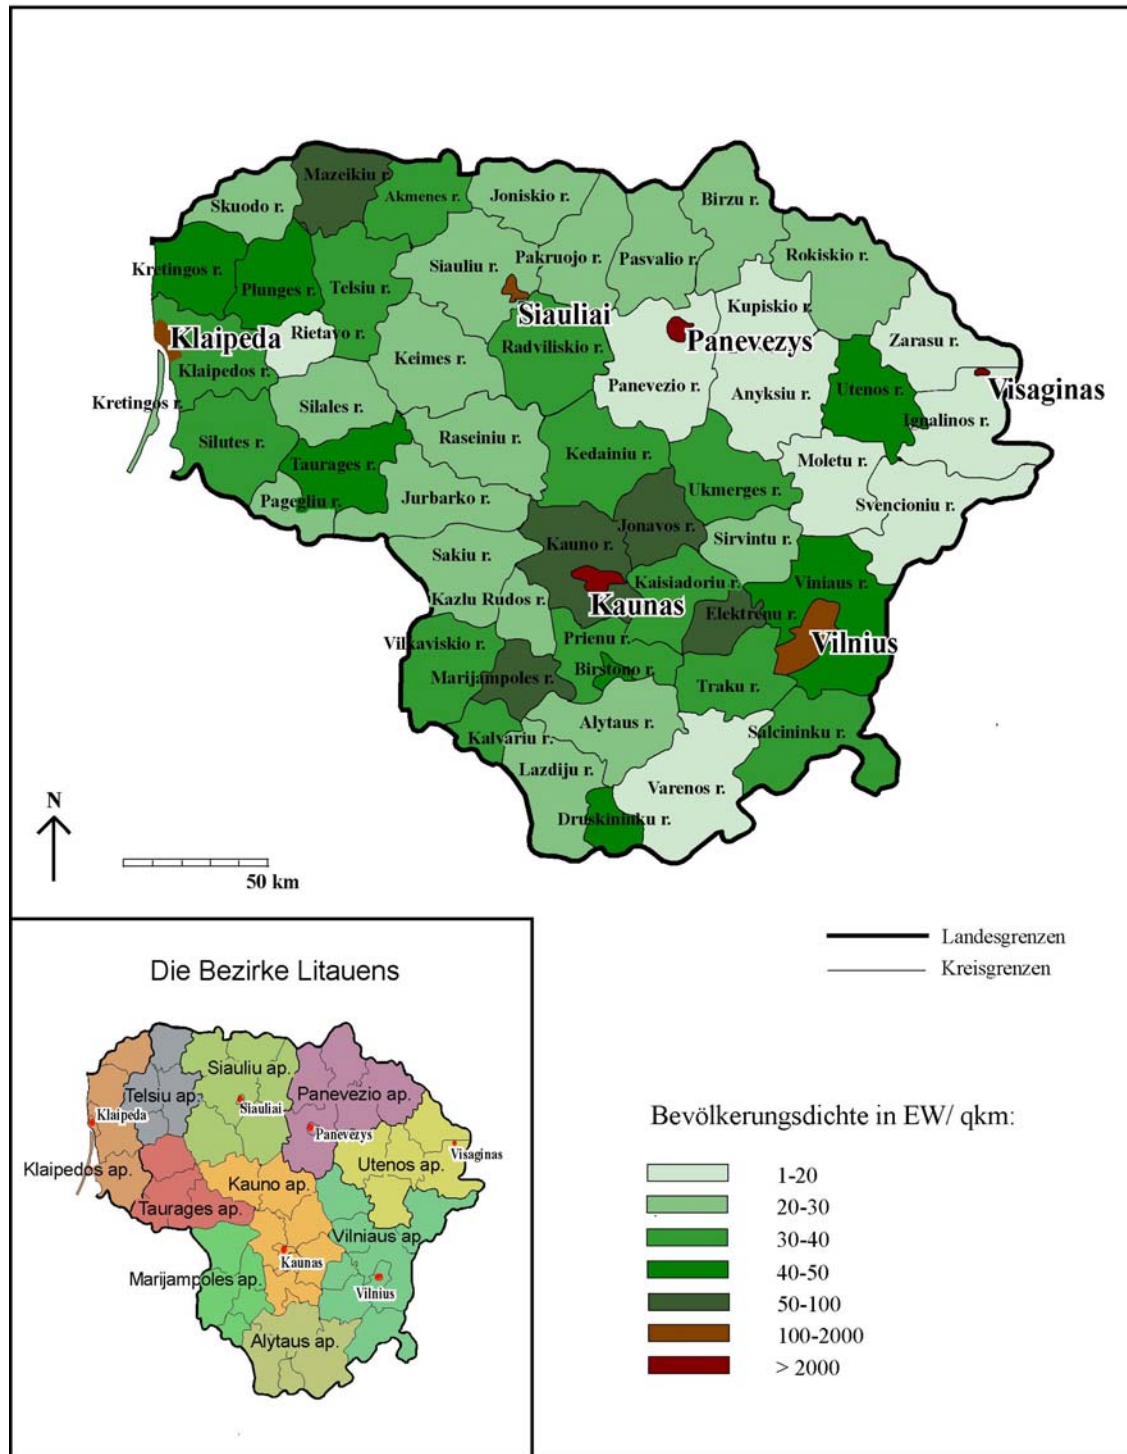 Mazeikiu r.
Akmenes r.
Joniskio r.
Birzu r.
Skuodo r.
Kretingos r.
Plunges r.
Telsiu r.
Siauliu r.
Pakruojo r.
Pasvalio r.
Rokiskio r.
Kupiskio r.
Siauliai
Klaipeda
Rietavo r.
Radviliskio r.
Panevezys
Zarasu r.
Klaipedos r.
Keimes r.
Panevezio r.
Anyksiu r.
Utenos r.
Visaginas
Kretingos r.
Silales r.
Ignalinos r.
Silutes r.
Raseiniu r.
Kedainiu r.
Moletu r.
Taurages r.
Ukmerges r.
Svencioniu r.
Pagegliu r.
Jurbarko r.
Jonavos r.
Sirvintu r.
Sakiu r.
Kauno r.
Kaisiadoriu r.
Viniaus r.
Kazlu Rudos r.
Kaunas
Elektrenu r.
Vilkaviskio r.
Prienu r.
Vilnius
Marijampoles r.
Birstono r.
Traku r.
Kalvariu r.
Alytaus r.
Salcininku r.
Lazdiju r.
Varenos r.
Druskininku r.
N
50 km
Landesgrenzen
Kreisgrenzen
Die Bezirke Litauens
Siauliu ap.
Telsiu ap.
Panevezio ap.
Klaipeda
Siauliai
Panevezys
Visaginas
Klaipedos ap.
Utenos ap.
Kauno ap.
Taurages ap.
Vilniaus ap.
Kaunas
Marijampoles ap.
Vilnius
Alytaus ap.
Bevölkerungsdichte in EW/ qkm:
1-20
20-30
30-40
40-50
50-100
100-2000
> 2000